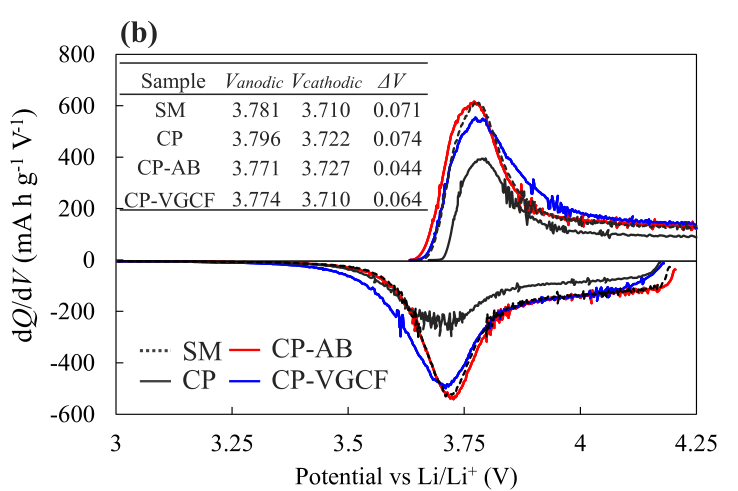 (b)
800
600
400
200
0
-200
-400
-600
dQ/dV (mA h g⁻¹ V⁻¹)
Sample Vanodic Vcathodic ΔV
SM 3.781 3.710 0.071
CP 3.796 3.722 0.074
CP-AB 3.771 3.727 0.044
CP-VGCF 3.774 3.710 0.064
SM CP-AB
CP CP-VGCF
3 3.25 3.5 3.75 4 4.25
Potential vs Li/Li⁺ (V)